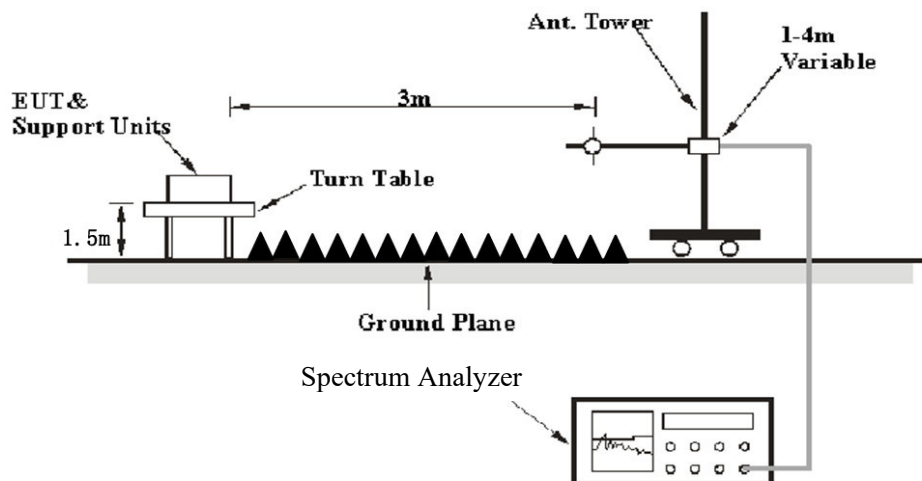 Ant. Tower
1-4m
Variable
3m
EUT&
Support Units
Turn Table
1.5m
Ground Plane
Spectrum Analyzer